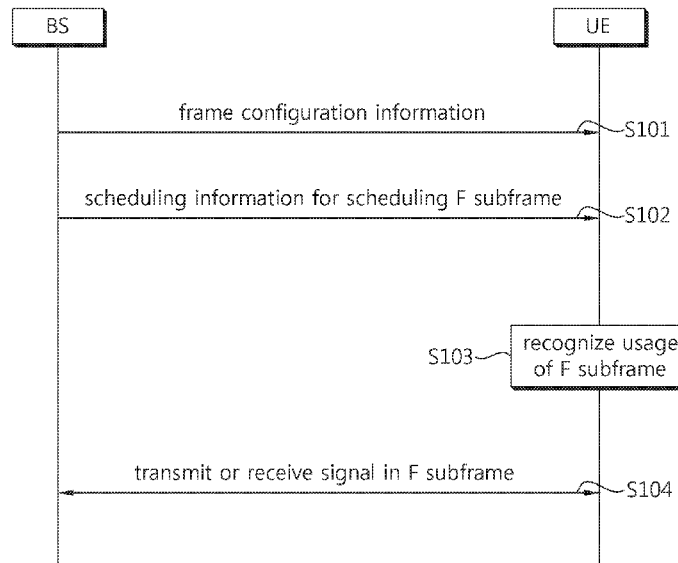 BS
UE
frame configuration information
S101
scheduling information for scheduling F subframe
S102
S103
recognize usage
of F subframe
transmit or receive signal in F subframe
S104